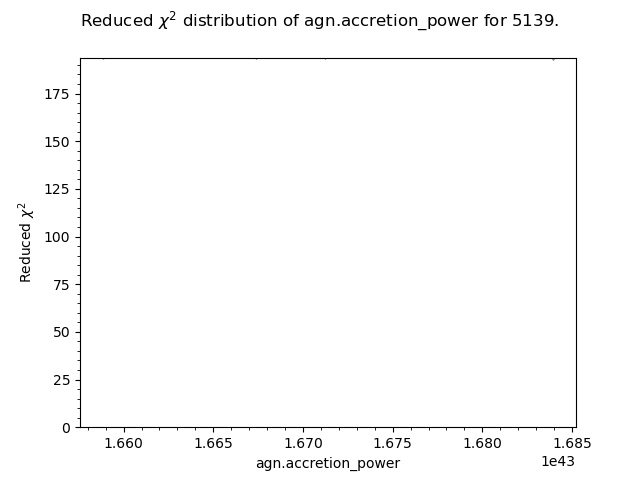 Reduced χ² distribution of agn.accretion_power for 5139.
175
150
125
100
75
50
25
0
Reduced χ²
1.660 1.665 1.670 1.675 1.680 1.685
agn.accretion_power
1e43